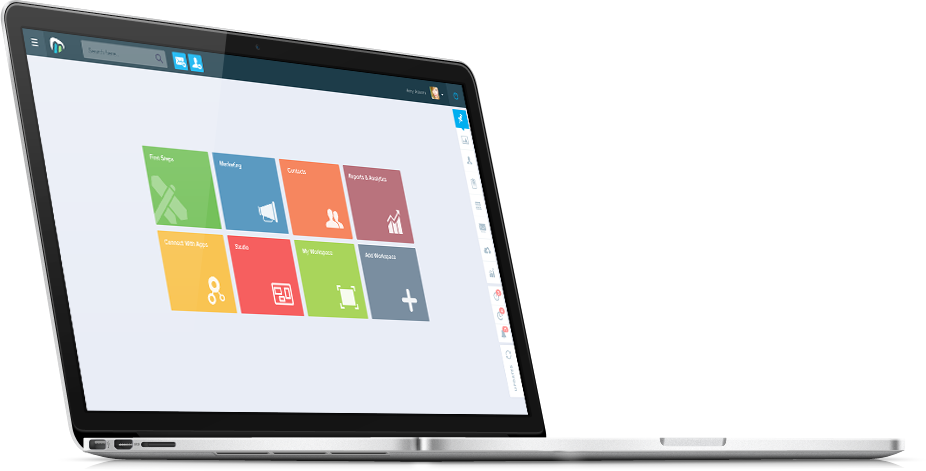 Search here
First Steps
Marketing
Contacts
Reports & Analytics
Connect With Apps
Studio
My Workspace
Add Workspace